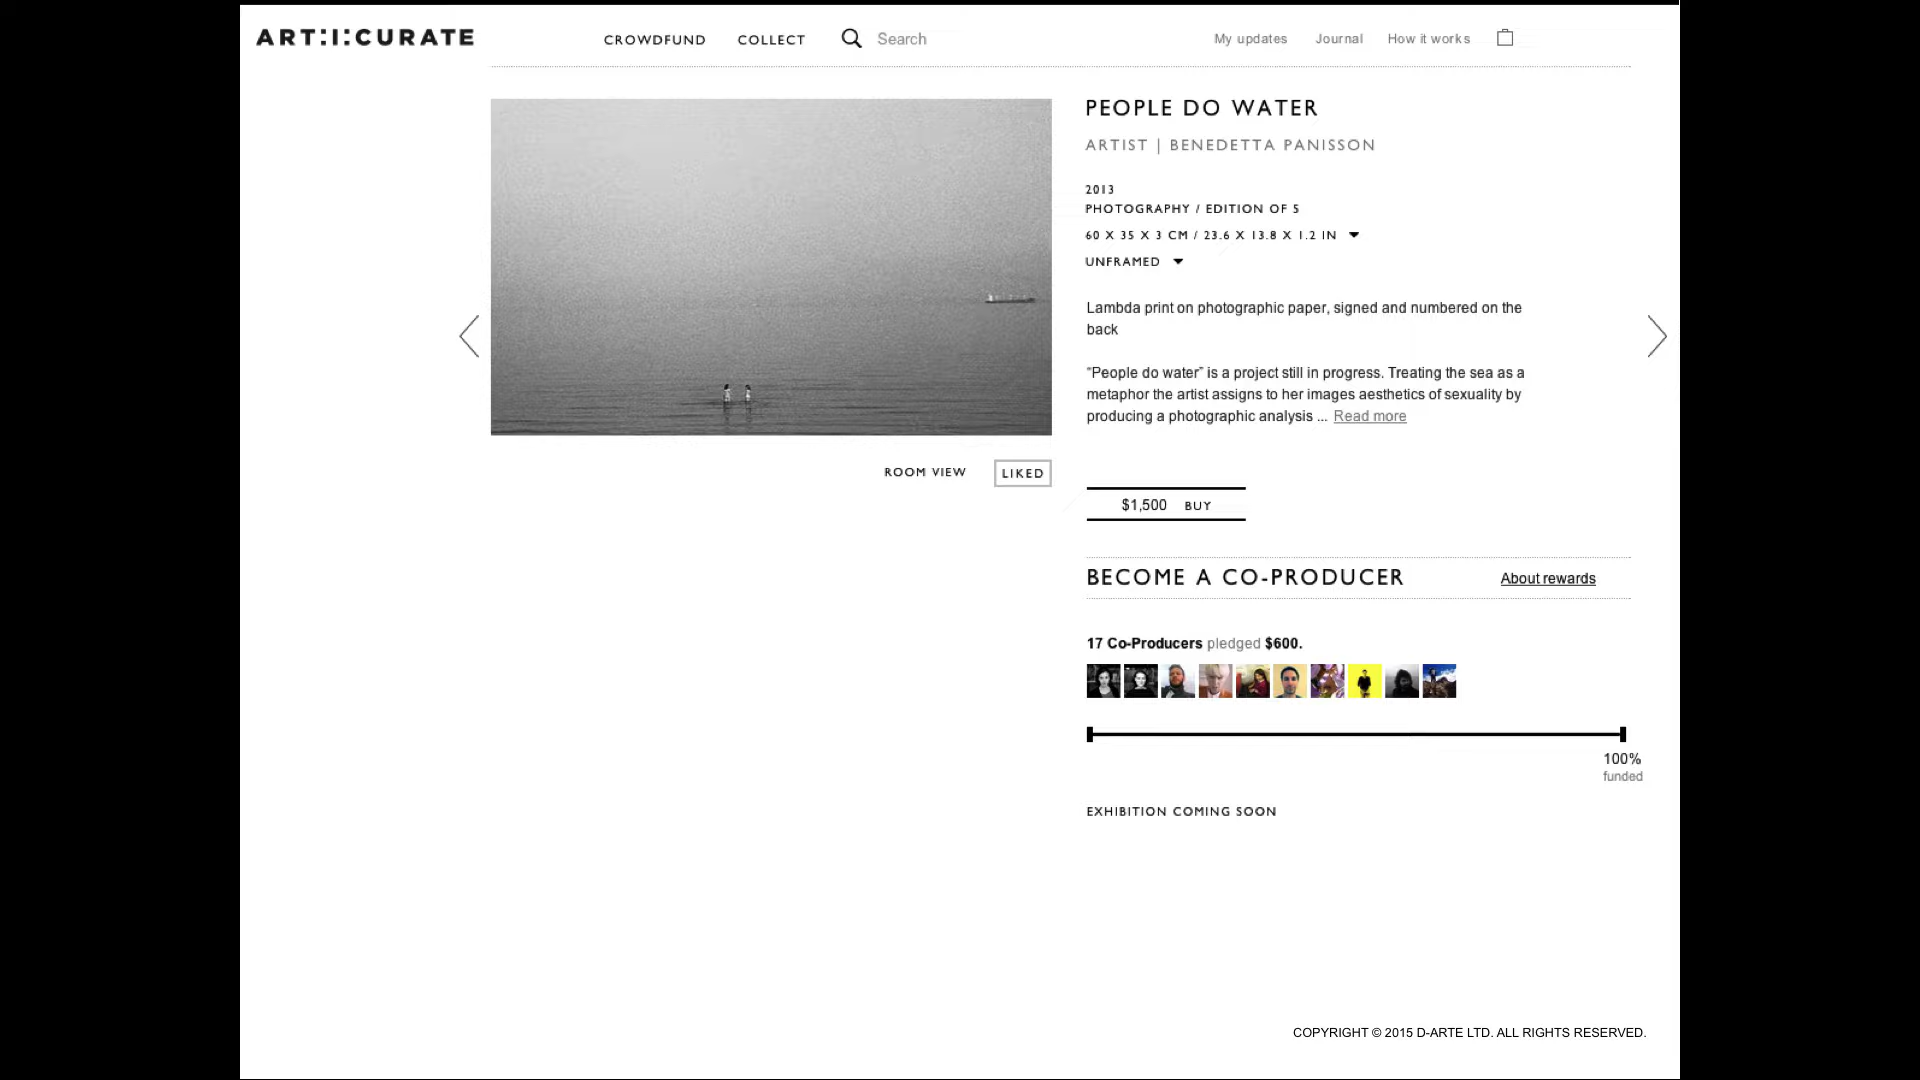 ART:I:CURATE
CROWDFUND COLLECT Search My updates Journal How it works
PEOPLE DO WATER
ARTIST | BENEDETTA PANISSON
2013
PHOTOGRAPHY / EDITION OF 5
60 X 35 X 3 CM / 23.6 X 13.8 X 1.2 IN
UNFRAMED
Lambda print on photographic paper, signed and numbered on the
back
“People do water” is a project still in progress. Treating the sea as a
metaphor the artist assigns to her images aesthetics of sexuality by
producing a photographic analysis ... Read more
ROOM VIEW LIKED
$1,500 BUY
BECOME A CO-PRODUCER About rewards
17 Co-Producers pledged $600.
100%
funded
EXHIBITION COMING SOON
COPYRIGHT © 2015 D-ARTE LTD. ALL RIGHTS RESERVED.